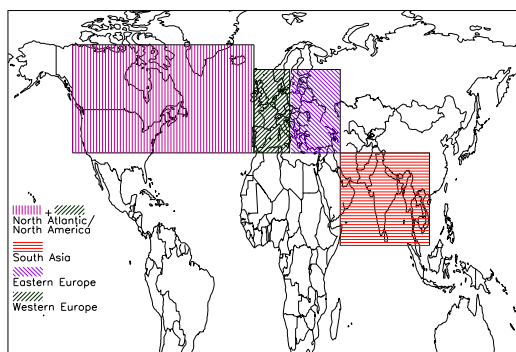 +
North Atlantic/
North America
South Asia
Eastern Europe
Western Europe